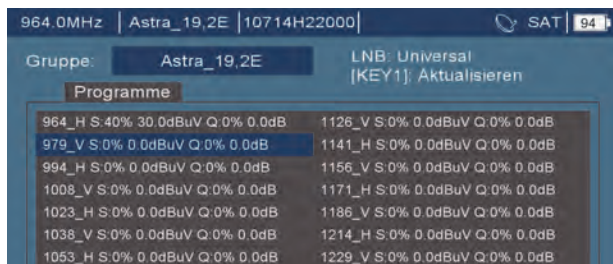 964.0MHz | Astra_19,2E | 10714H22000 | SAT 94
Gruppe: Astra_19,2E LNB: Universal
[KEY1]: Aktualisieren
Programme
964_H S:40% 30.0dBuV Q:0% 0.0dB 1126_V S:0% 0.0dBuV Q:0% 0.0dB
979_V S:0% 0.0dBuV Q:0% 0.0dB 1141_H S:0% 0.0dBuV Q:0% 0.0dB
994_H S:0% 0.0dBuV Q:0% 0.0dB 1156_V S:0% 0.0dBuV Q:0% 0.0dB
1008_V S:0% 0.0dBuV Q:0% 0.0dB 1171_H S:0% 0.0dBuV Q:0% 0.0dB
1023_H S:0% 0.0dBuV Q:0% 0.0dB 1186_V S:0% 0.0dBuV Q:0% 0.0dB
1038_V S:0% 0.0dBuV Q:0% 0.0dB 1214_H S:0% 0.0dBuV Q:0% 0.0dB
1053_H S:0% 0.0dBuV Q:0% 0.0dB 1229_V S:0% 0.0dBuV Q:0% 0.0dB